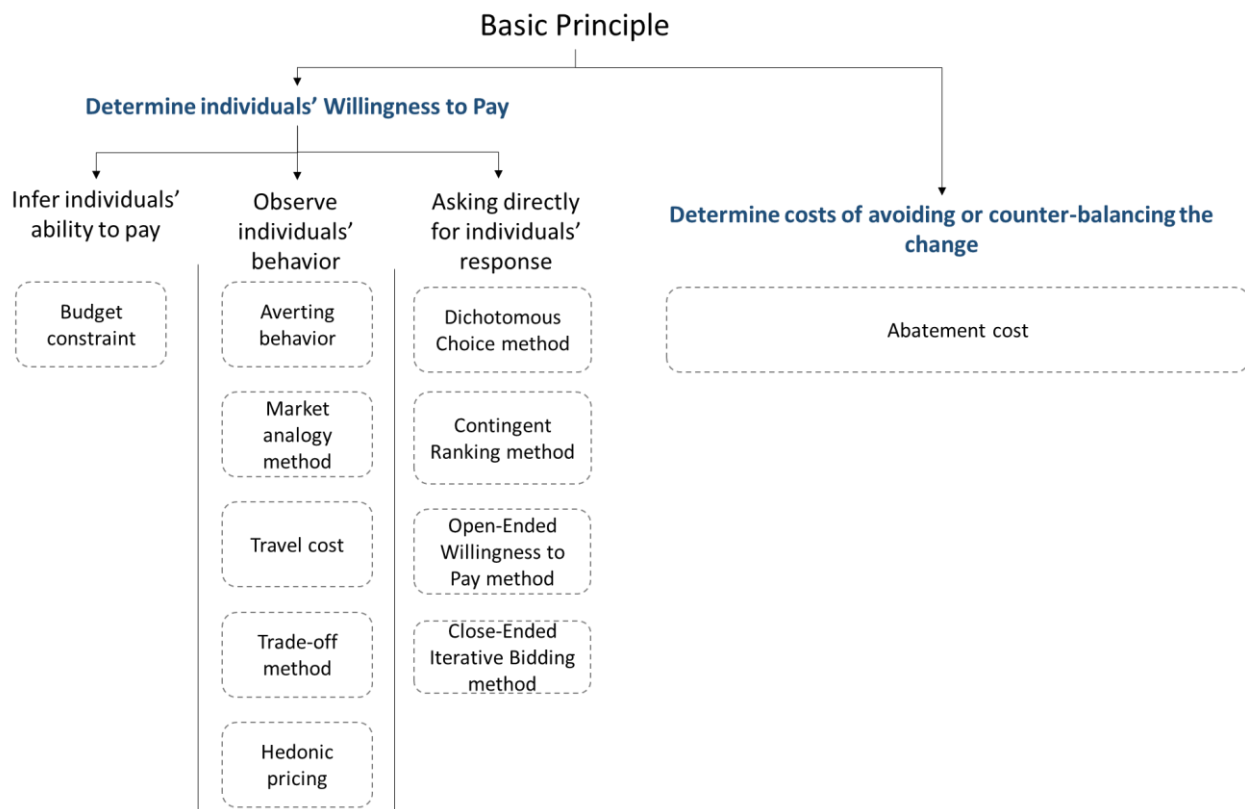 Basic Principle
Determine individuals' Willingness to Pay
Infer individuals'
ability to pay
Observe
individuals'
behavior
Asking directly
for individuals'
response
Determine costs of avoiding or counter-balancing the
change
Budget
constraint
Averting
behavior
Market
analogy
method
Travel cost
Trade-off
method
Hedonic
pricing
Dichotomous
Choice method
Contingent
Ranking method
Open-Ended
Willingness to
Pay method
Close-Ended
Iterative Bidding
method
Abatement cost